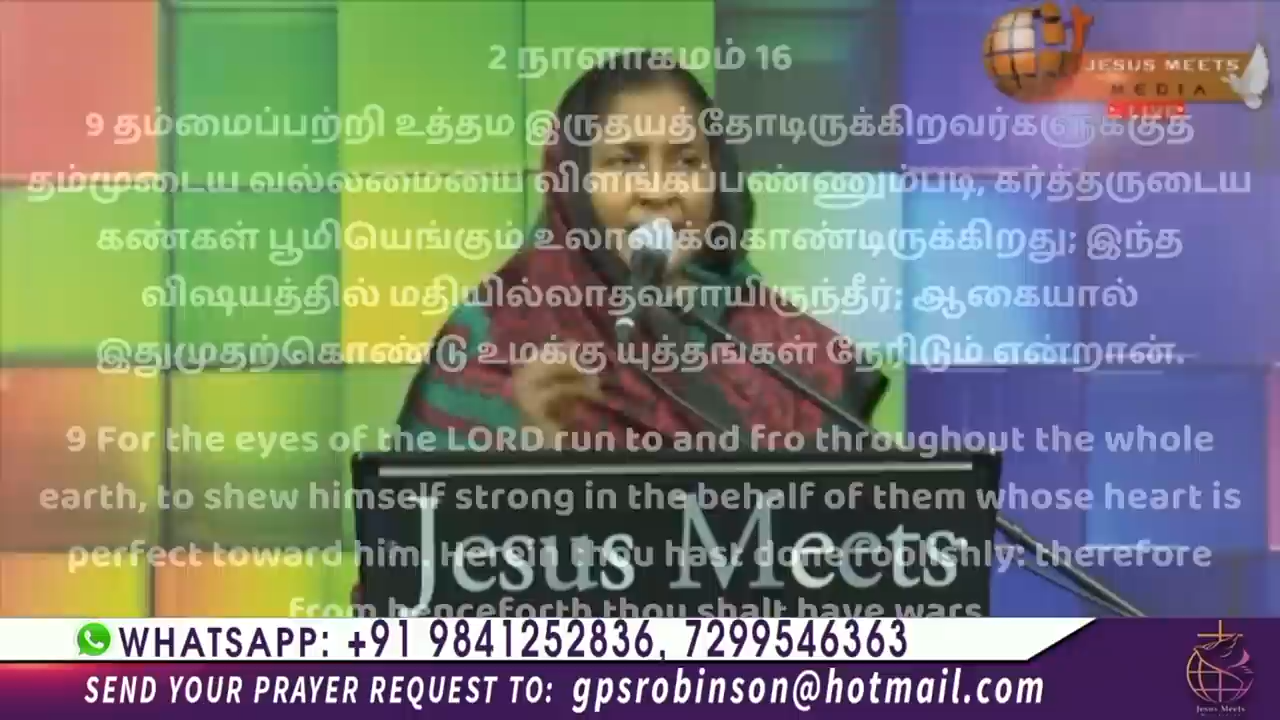 2 நாளாகமம் 16
JESUS MEETS
MEDIA
LIVE
9 தம்மைப்பற்றி உத்தம இருதயத்தோடிருக்கிறவர்களுக்குத்
தம்முடைய வல்லமையை விளங்கப்பண்ணும்படி, கர்த்தருடைய
கண்கள் பூமியெங்கும் உலாவிக்கொண்டிருக்கிறது; இந்த
விஷயத்தில் மதியில்லாதவராயிருந்தீர்; ஆகையால்
இதுமுதற்கொண்டு உமக்கு யுத்தங்கள் நேரிடும் என்றான்.
9 For the eyes of the LORD run to and fro throughout the whole
earth, to shew himself strong in the behalf of them whose heart is
perfect toward him. Herein thou hast done foolishly: therefore
from henceforth thou shalt have wars
Jesus Meets
WHATSAPP: +91 9841252836, 7299546363
SEND YOUR PRAYER REQUEST TO: gpsrobinson@hotmail.com
Jesus Meets